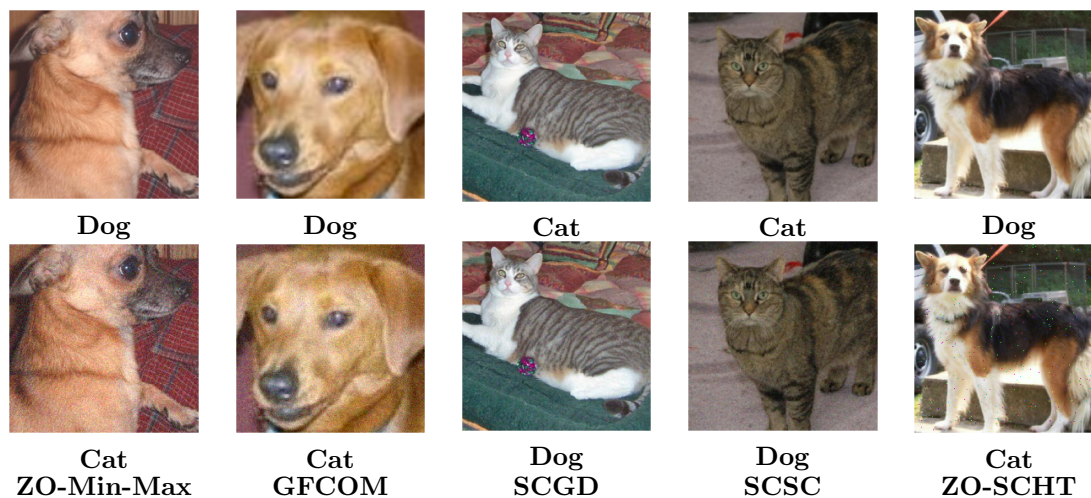 Dog Dog Cat Cat Dog
Cat Cat Dog Dog Cat
ZO-Min-Max GFCOM SCGD SCSC ZO-SCHT